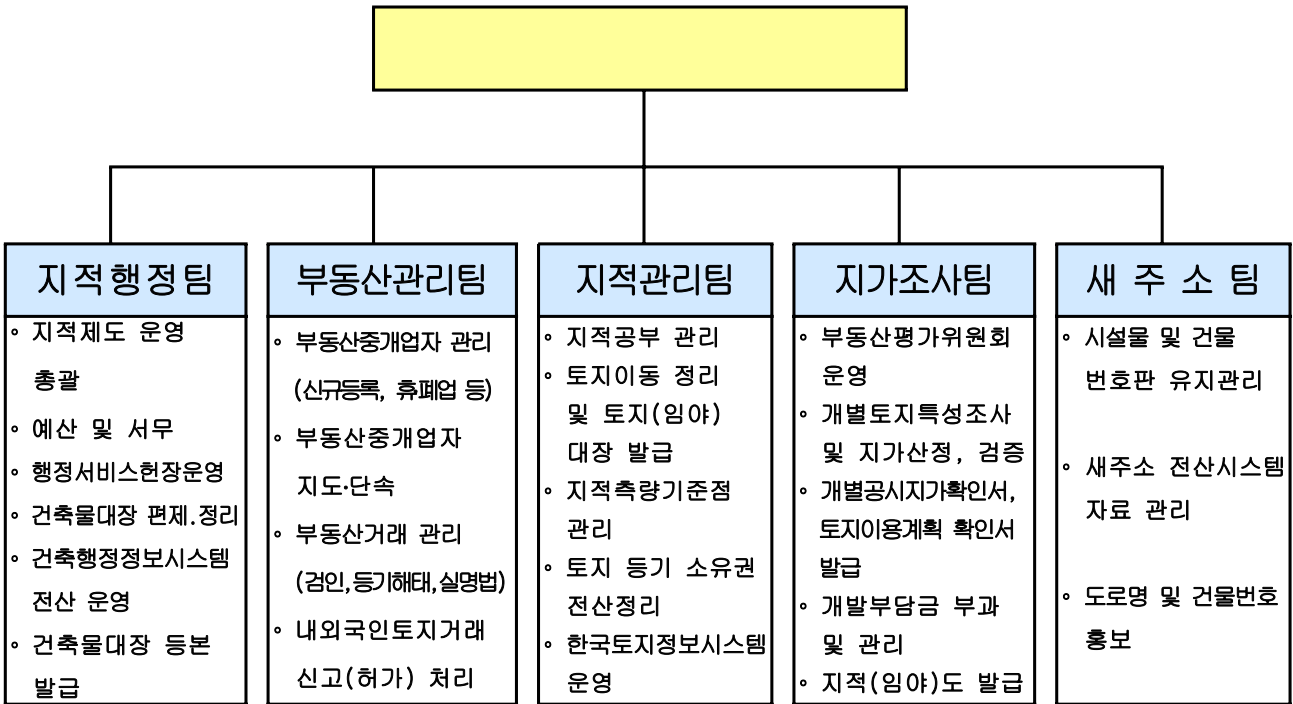 지적행정팀
◦ 지적제도 운영
총괄
◦ 예산 및 서무
◦ 행정서비스헌장운영
◦ 건축물대장 편제.정리
◦ 건축행정정보시스템
전산 운영
◦ 건축물대장 등본
발급
부동산관리팀
◦ 부동산중개업자 관리
(신규등록, 휴폐업 등)
◦ 부동산중개업자
지도·단속
◦ 부동산거래 관리
(검인,등기해태,실명법)
◦ 내외국인토지거래
신고(허가) 처리
지적관리팀
◦ 지적공부 관리
◦ 토지이동 정리
및 토지(임야)
대장 발급
◦ 지적측량기준점
관리
◦ 토지 등기 소유권
전산정리
◦ 한국토지정보시스템
운영
지가조사팀
◦ 부동산평가위원회
운영
◦ 개별토지특성조사
및 지가산정, 검증
◦ 개별공시지가확인서,
토지이용계획 확인서
발급
◦ 개발부담금 부과
및 관리
◦ 지적(임야)도 발급
새 주 소 팀
◦ 시설물 및 건물
번호판 유지관리
◦ 새주소 전산시스템
자료 관리
◦ 도로명 및 건물번호
홍보